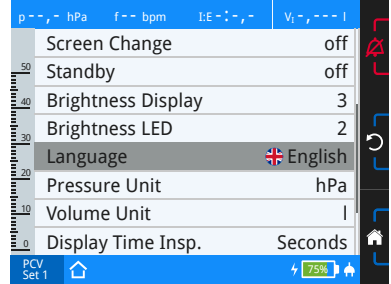 p--,- hPa f-- bpm I:E-:-,- Vᵢ-,--- l
Screen Change off
50 Standby off
40 Brightness Display 3
30 Brightness LED 2
Language English
20 Pressure Unit hPa
10 Volume Unit l
0 Display Time Insp. Seconds
PCV
Set 1 75%